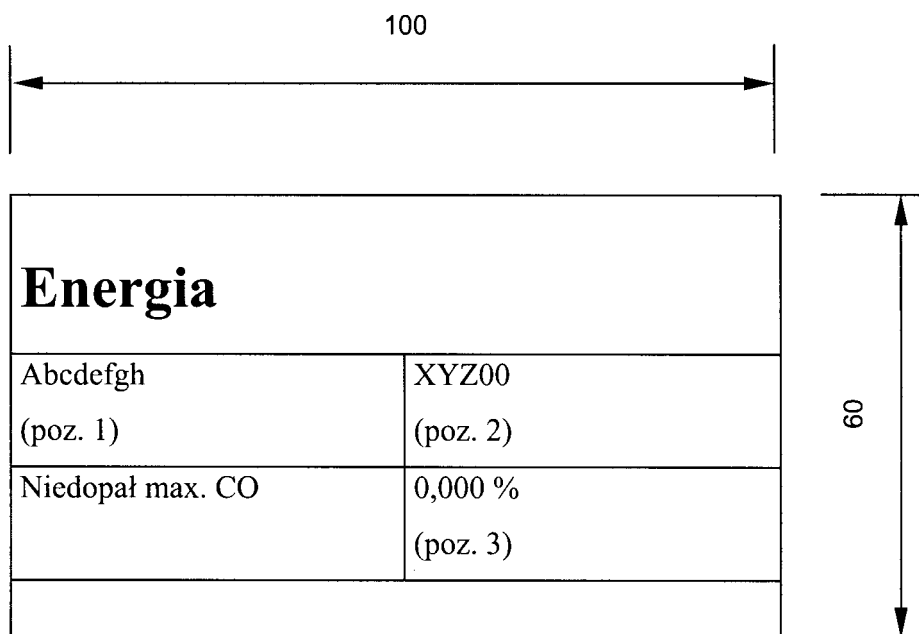 100
Energia
Abcdefgh
XYZ00
(poz. 1)
(poz. 2)
60
Niedopał max. CO
0,000 %
(poz. 3)